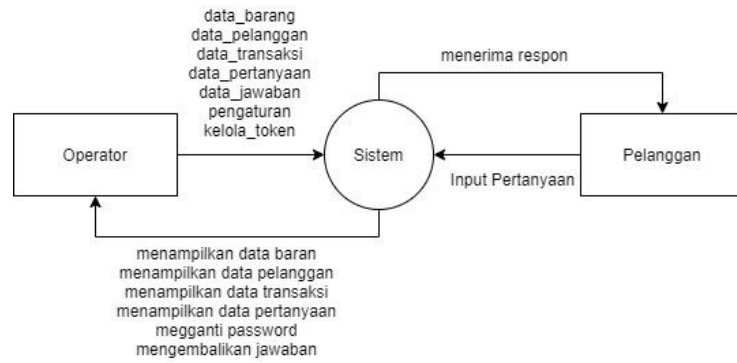 data_barang
data_pelanggan
data_transaksi
data_pertanyaan
data_jawaban
pengaturan
kelola_token
menerima respon
Operator
Sistem
Pelanggan
Input Pertanyaan
menampilkan data baran
menampilkan data pelanggan
menampilkan data transaksi
menampilkan data pertanyaan
megganti password
mengembalikan jawaban